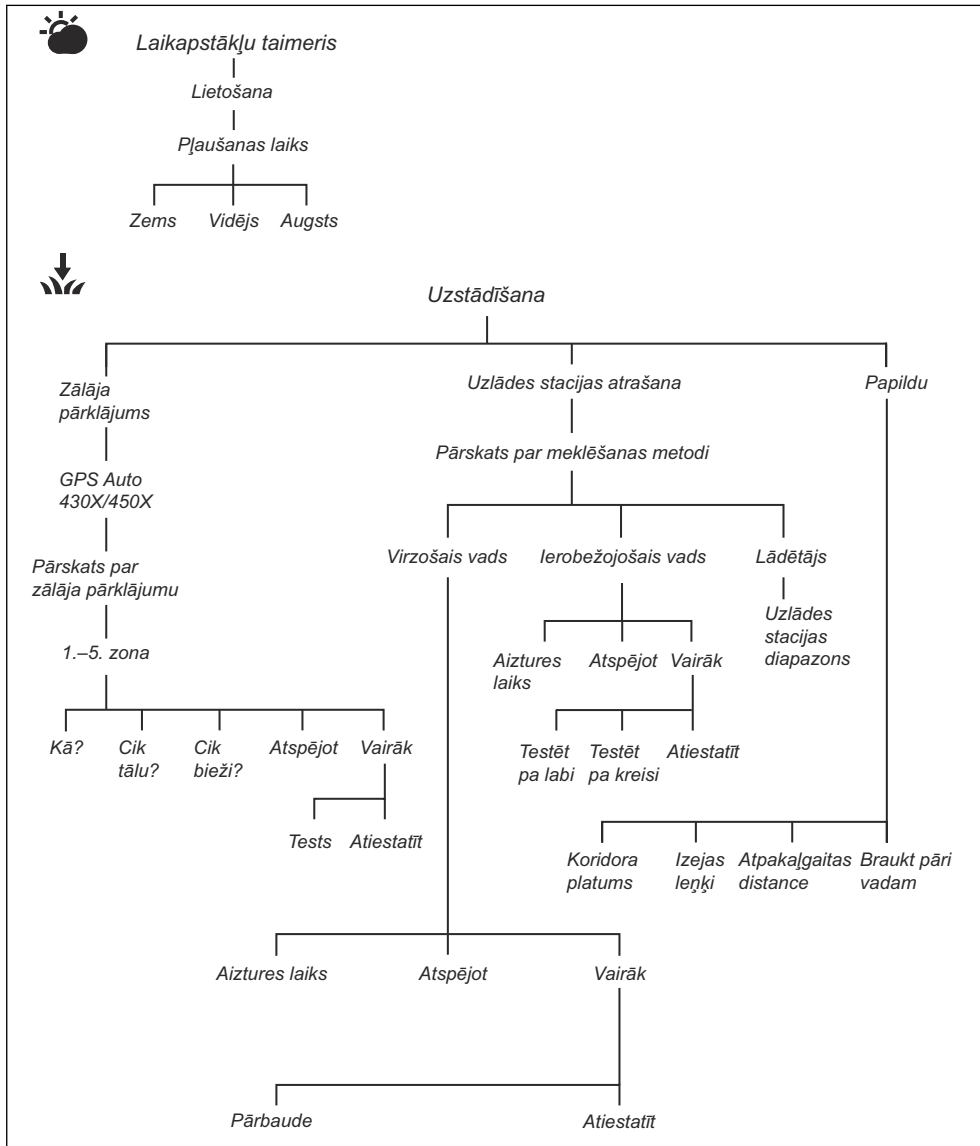 Laikapstākļu taimeris
Lietošana
Pļaušanas laiks
Zems
Vidējs
Augsts
Uzstādīšana
Zālāja
pārklājums
Uzlādes stacijas atrašana
Papildu
Pārskats par meklēšanas metodi
GPS Auto
430X/450X
Virzošais vads
Ierobežojošais vads
Lādētājs
Pārskats par
zālāja pārklājumu
Uzlādes
stacijas
diapazons
1.–5. zona
Aiztures
laiks
Atspējot
Vairāk
Kā?
Cik
tālu?
Cik
bieži?
Atspējot
Vairāk
Testēt
pa labi
Testēt
pa kreisi
Atiestatīt
Tests
Atiestatīt
Koridora
platums
Izejas
leņķi
Atpakaļgaitas
distance
Braukt pāri
vadam
Aiztures laiks
Atspējot
Vairāk
Pārbaude
Atiestatīt